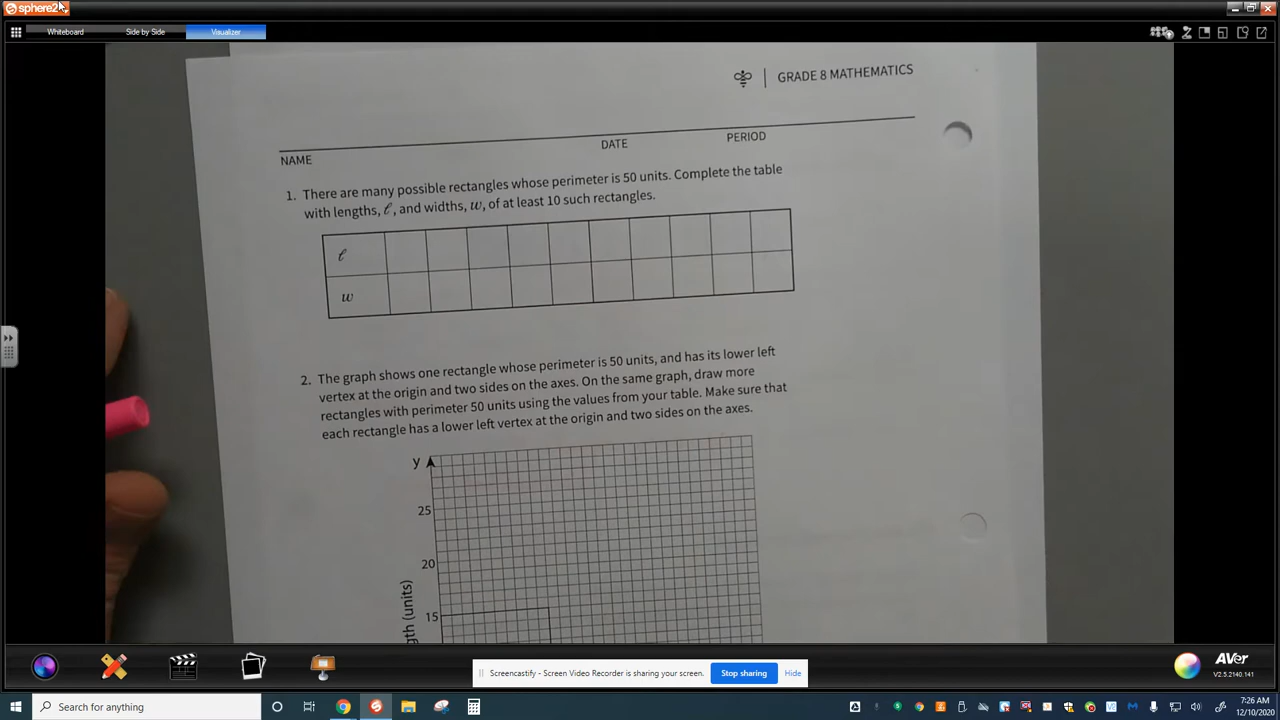 sphere2
Whiteboard
Side by Side
Visualizer
GRADE 8 MATHEMATICS
NAME
DATE
PERIOD
1. There are many possible rectangles whose perimeter is 50 units. Complete the table
with lengths, ℓ, and widths, w, of at least 10 such rectangles.
ℓ
w
2. The graph shows one rectangle whose perimeter is 50 units, and has its lower left
vertex at the origin and two sides on the axes. On the same graph, draw more
rectangles with perimeter 50 units using the values from your table. Make sure that
each rectangle has a lower left vertex at the origin and two sides on the axes.
y
25
20
15
(units)
Screencastify - Screen Video Recorder is sharing your screen.
Stop sharing
Hide
AVer
V2.5.2140.141
Search for anything
7:26 AM
12/10/2020